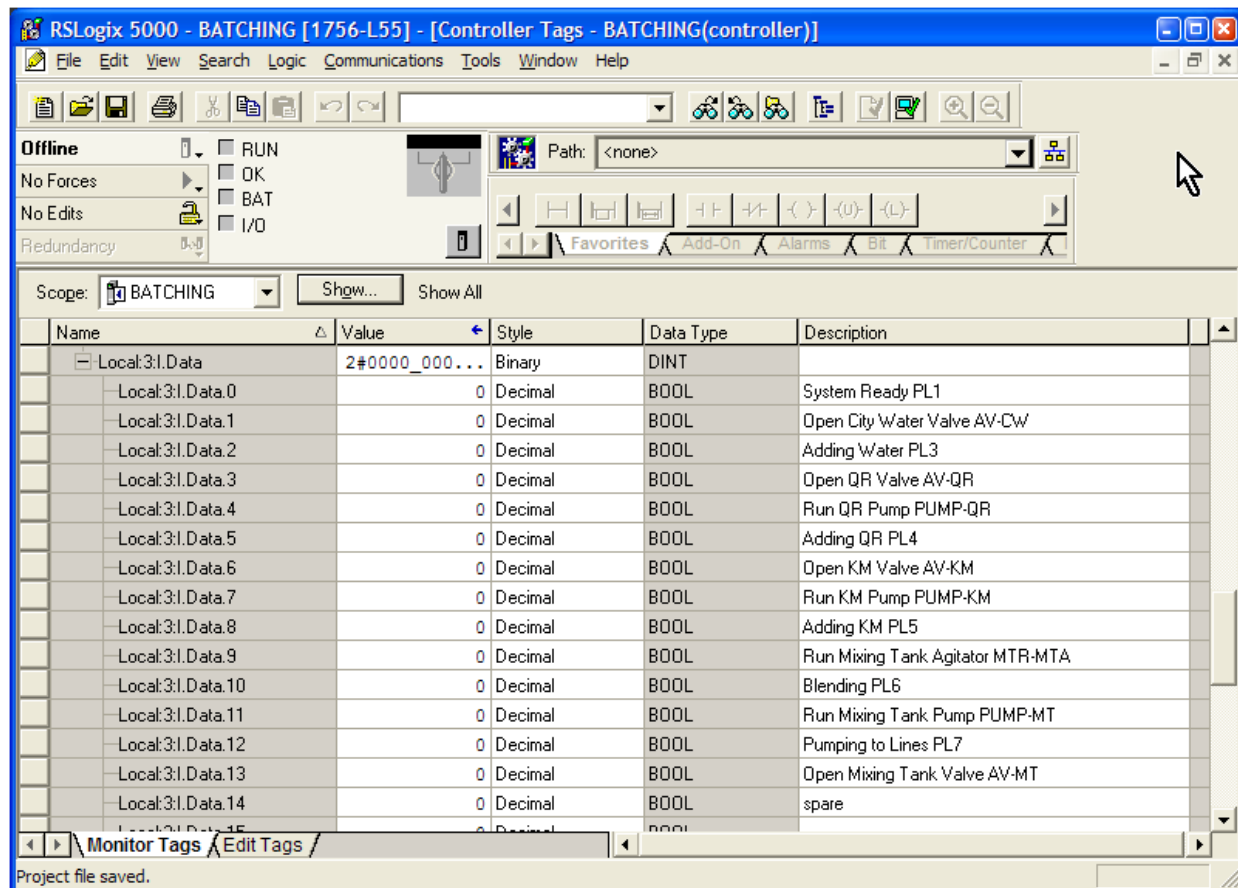 RSLogix 5000 - BATCHING [1756-L55] - [Controller Tags - BATCHING(controller)]
File Edit View Search Logic Communications Tools Window Help
Offline
RUN
No Forces
OK
No Edits
BAT
Redundancy
I/O
Path: <none>
Favorites Add-On Alarms Bit Timer/Counter
Scope: BATCHING Show... Show All
Name Value Style Data Type Description
Local:3:I.Data 2#0000_000... Binary DINT
Local:3:I.Data.0 0 Decimal BOOL System Ready PL1
Local:3:I.Data.1 0 Decimal BOOL Open City Water Valve AV-CW
Local:3:I.Data.2 0 Decimal BOOL Adding Water PL3
Local:3:I.Data.3 0 Decimal BOOL Open QR Valve AV-QR
Local:3:I.Data.4 0 Decimal BOOL Run QR Pump PUMP-QR
Local:3:I.Data.5 0 Decimal BOOL Adding QR PL4
Local:3:I.Data.6 0 Decimal BOOL Open KM Valve AV-KM
Local:3:I.Data.7 0 Decimal BOOL Run KM Pump PUMP-KM
Local:3:I.Data.8 0 Decimal BOOL Adding KM PL5
Local:3:I.Data.9 0 Decimal BOOL Run Mixing Tank Agitator MTR-MTA
Local:3:I.Data.10 0 Decimal BOOL Blending PL6
Local:3:I.Data.11 0 Decimal BOOL Run Mixing Tank Pump PUMP-MT
Local:3:I.Data.12 0 Decimal BOOL Pumping to Lines PL7
Local:3:I.Data.13 0 Decimal BOOL Open Mixing Tank Valve AV-MT
Local:3:I.Data.14 0 Decimal BOOL spare
Local:3:I.Data.15 0 Decimal BOOL
Monitor Tags Edit Tags
Project file saved.